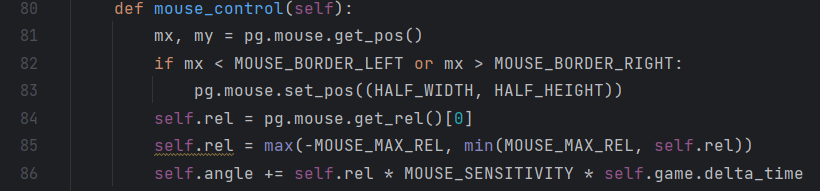 80 def mouse_control(self):
81 mx, my = pg.mouse.get_pos()
82 if mx < MOUSE_BORDER_LEFT or mx > MOUSE_BORDER_RIGHT:
83 pg.mouse.set_pos((HALF_WIDTH, HALF_HEIGHT))
84 self.rel = pg.mouse.get_rel()[0]
85 self.rel = max(-MOUSE_MAX_REL, min(MOUSE_MAX_REL, self.rel))
86 self.angle += self.rel * MOUSE_SENSITIVITY * self.game.delta_time